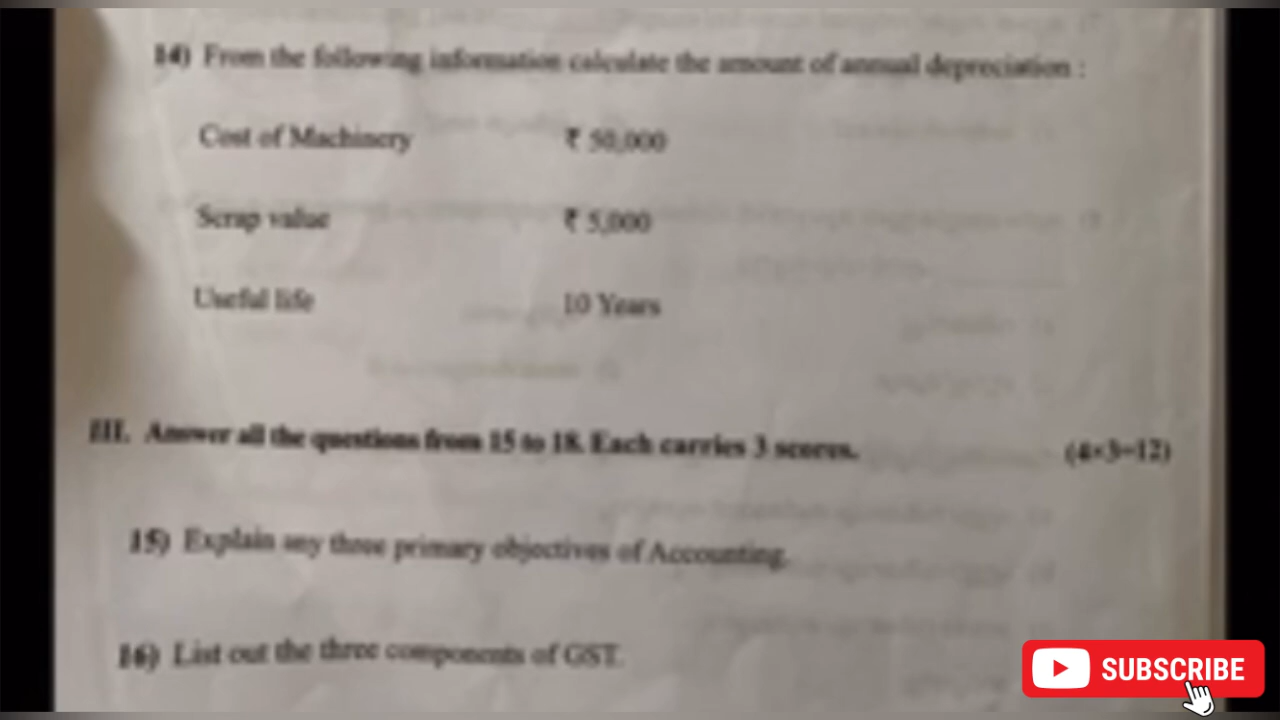 14) From the following information calculate the amount of annual depreciation :
Cost of Machinery ₹ 50,000
Scrap value ₹ 5,000
Useful life 10 Years
III. Answer all the questions from 15 to 18. Each carries 3 scores. (4×3=12)
15) Explain any three primary objectives of Accounting.
16) List out the three components of GST.
SUBSCRIBE